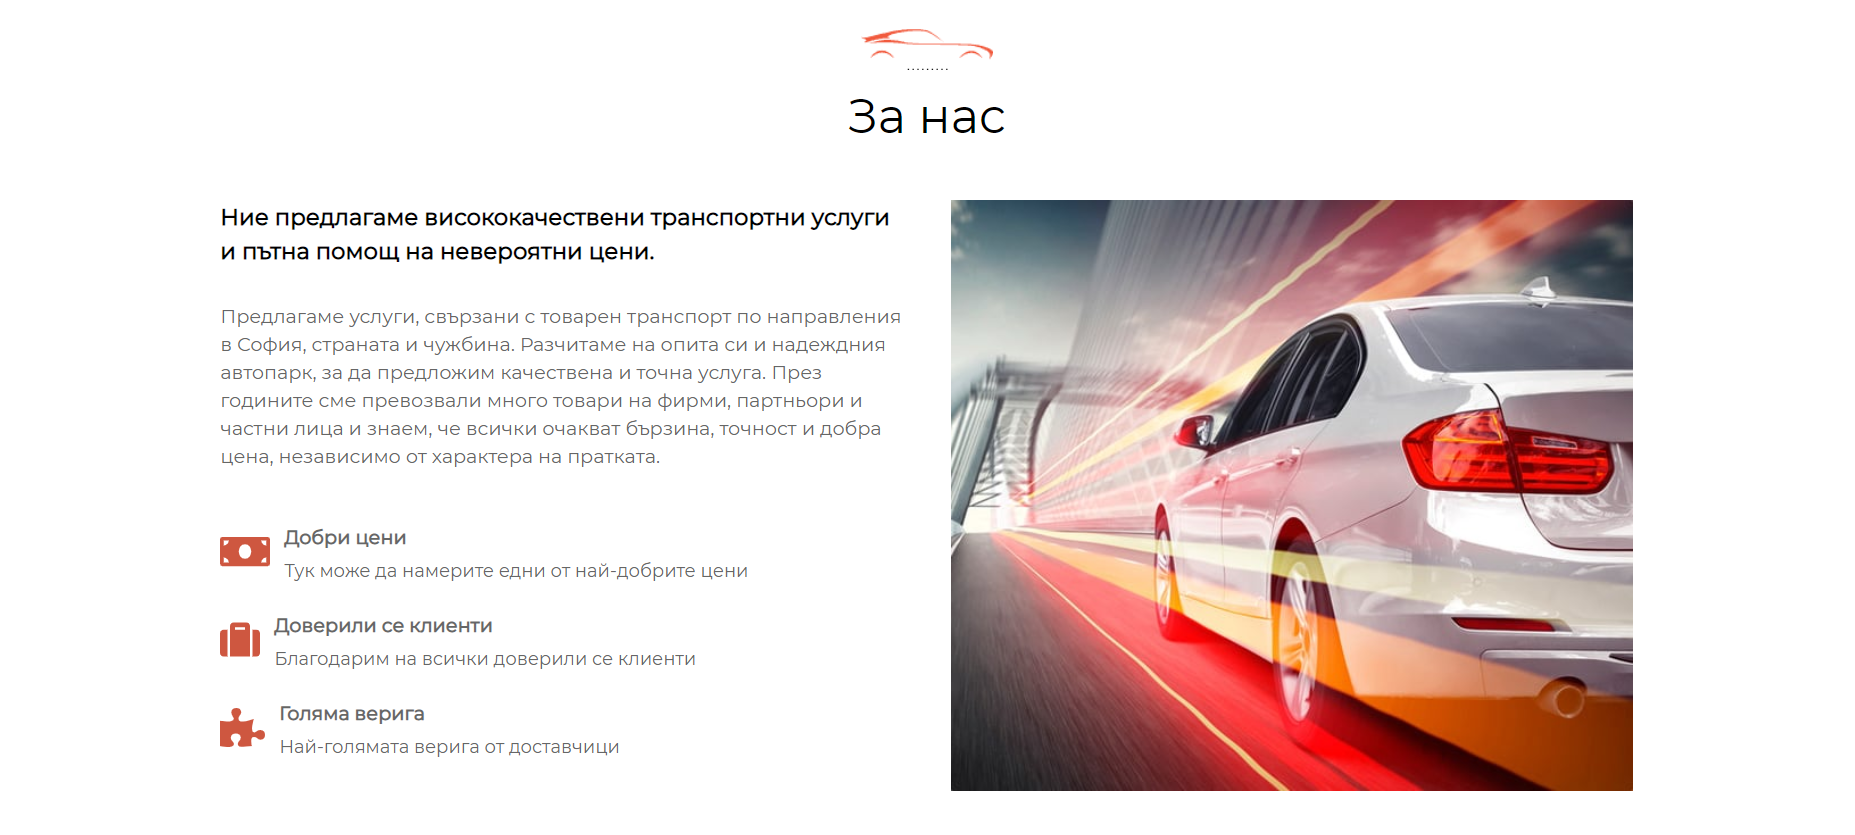 За нас
Ние предлагаме висококачествени транспортни услуги
и пътна помощ на невероятни цени.
Предлагаме услуги, свързани с товарен транспорт по направления
в София, страната и чужбина. Разчитаме на опита си и надеждния
автопарк, за да предложим качествена и точна услуга. През
годините сме превозвали много товари на фирми, партньори и
частни лица и знаем, че всички очакват бързина, точност и добра
цена, независимо от характера на пратката.
Добри цени
Тук може да намерите едни от най-добрите цени
Доверили се клиенти
Благодарим на всички доверили се клиенти
Голяма верига
Най-голямата верига от доставчици